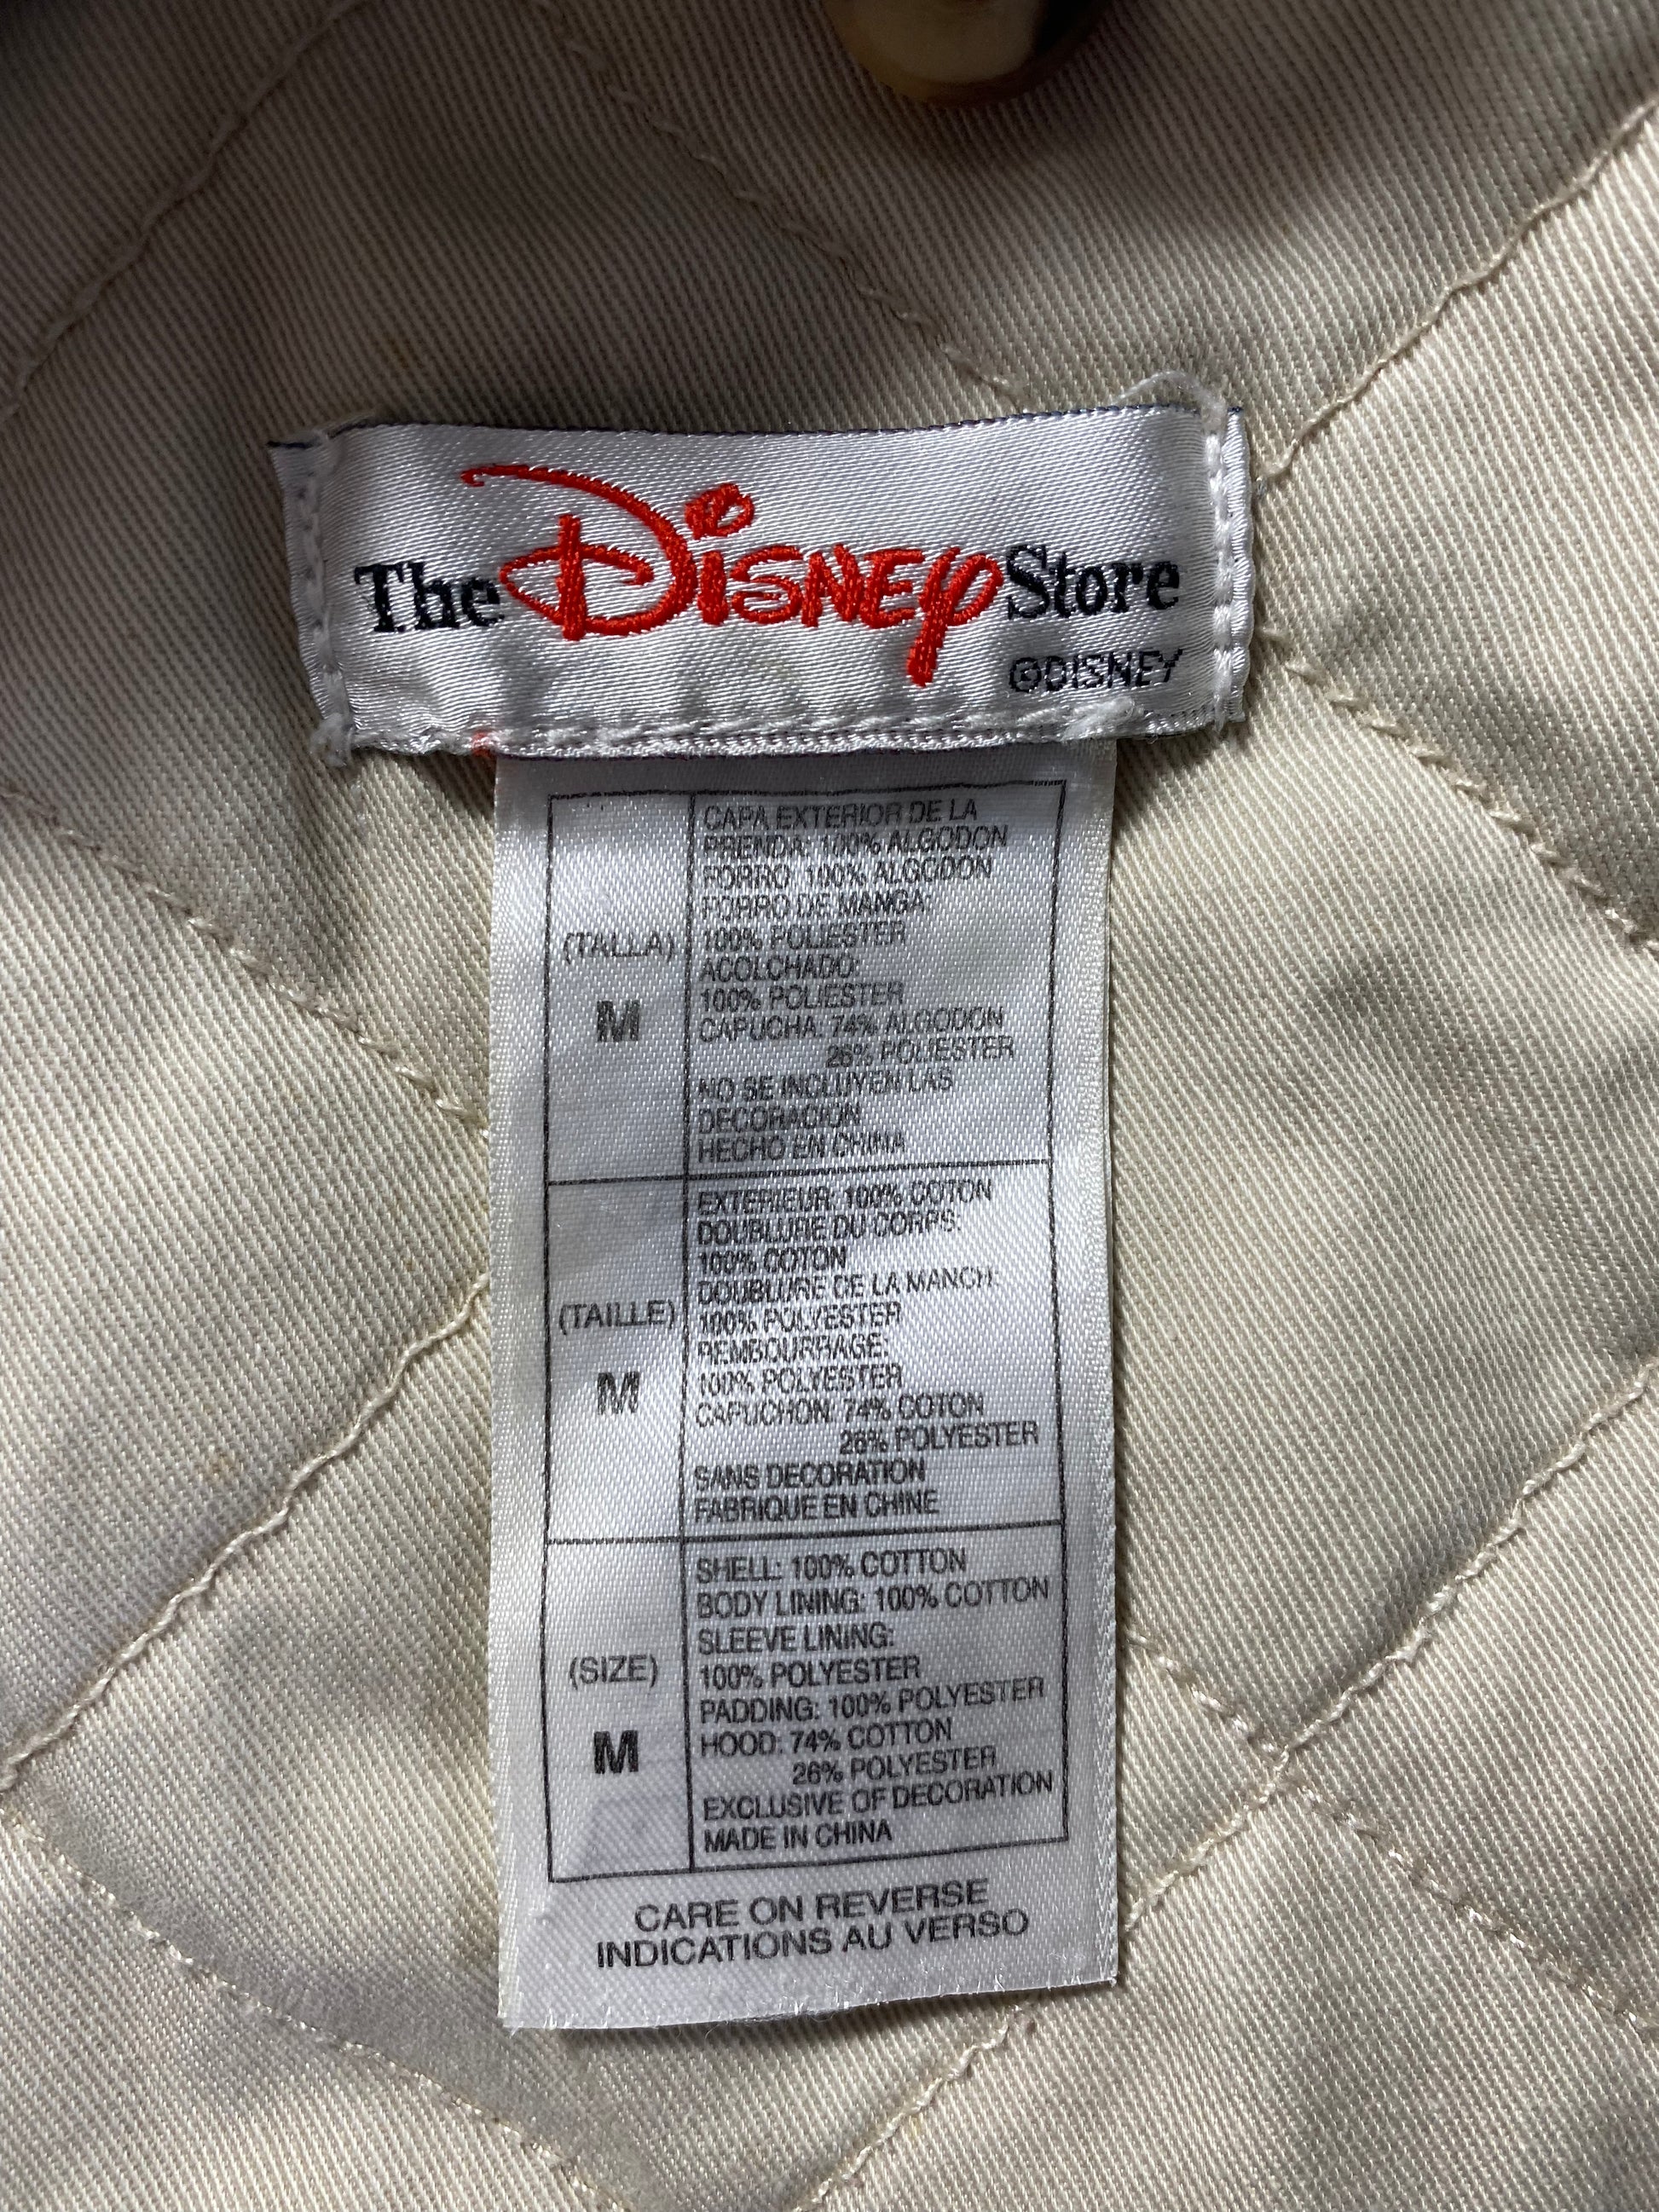 The Disney Store
©DISNEY
(TALLA)
M
CAPA EXTERIOR DE LA
PRENDA: 100% ALGODON
FORRO: 100% ALGODON
FORRO DE MANGA:
100% POLIESTER
ACOLCHADO:
100% POLIESTER
CAPUCHA: 74% ALGODON
26% POLIESTER
NO SE INCLUYEN LAS
DECORACION
HECHO EN CHINA
(TAILLE)
M
EXTERIEUR: 100% COTON
DOUBLURE DU CORPS:
100% COTON
DOUBLURE DE LA MANCH:
100% POLYESTER
REMBOURRAGE:
100% POLYESTER
CAPUCHON: 74% COTON
26% POLYESTER
SANS DECORATION
FABRIQUE EN CHINE
(SIZE)
M
SHELL: 100% COTTON
BODY LINING: 100% COTTON
SLEEVE LINING:
100% POLYESTER
PADDING: 100% POLYESTER
HOOD: 74% COTTON
26% POLYESTER
EXCLUSIVE OF DECORATION
MADE IN CHINA
CARE ON REVERSE
INDICATIONS AU VERSO